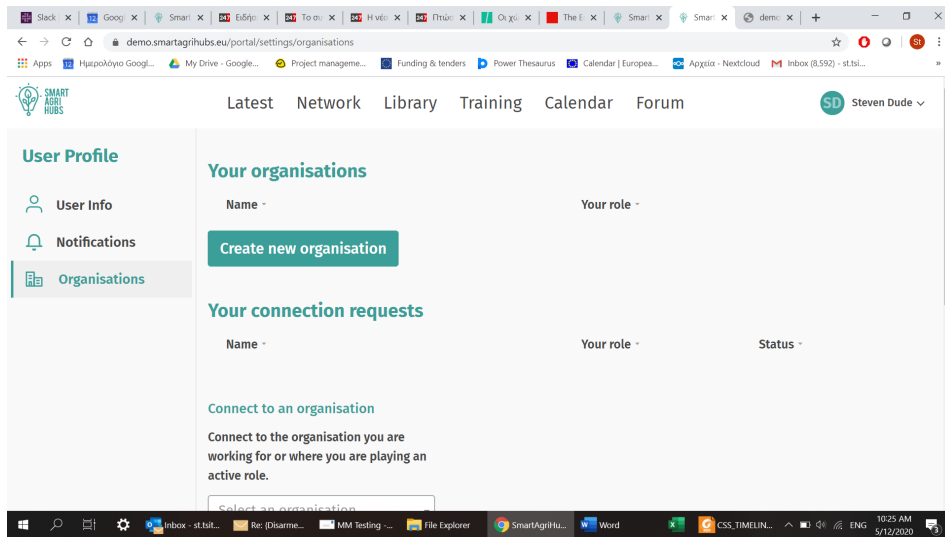 Slack
Goog
Smart
Ειδήσ
Το συ
Η νέα
Πτώσ
Οι χώ
The E
Smart
Smart
demo
demo.smartagrihubs.eu/portal/settings/organisations
St
Apps
12 Ημερολόγιο Googl...
My Drive - Google...
Project manageme...
Funding & tenders
Power Thesaurus
Calendar | Europea...
Αρχεία - Nextcloud
Inbox (8,592) - st.tsi...
»
SMART
AGRI
HUBS
Latest Network Library Training Calendar Forum
SD Steven Dude
User Profile
User Info
Notifications
Organisations
Your organisations
Name Your role
Create new organisation
Your connection requests
Name Your role Status
Connect to an organisation
Connect to the organisation you are
working for or where you are playing an
active role.
Select an organisation
Inbox - st.tsit...
Re: (Disarme...
MM Testing -...
File Explorer
SmartAgriHu...
Word
CSS_TIMELIN...
ENG
10:25 AM
5/12/2020
3